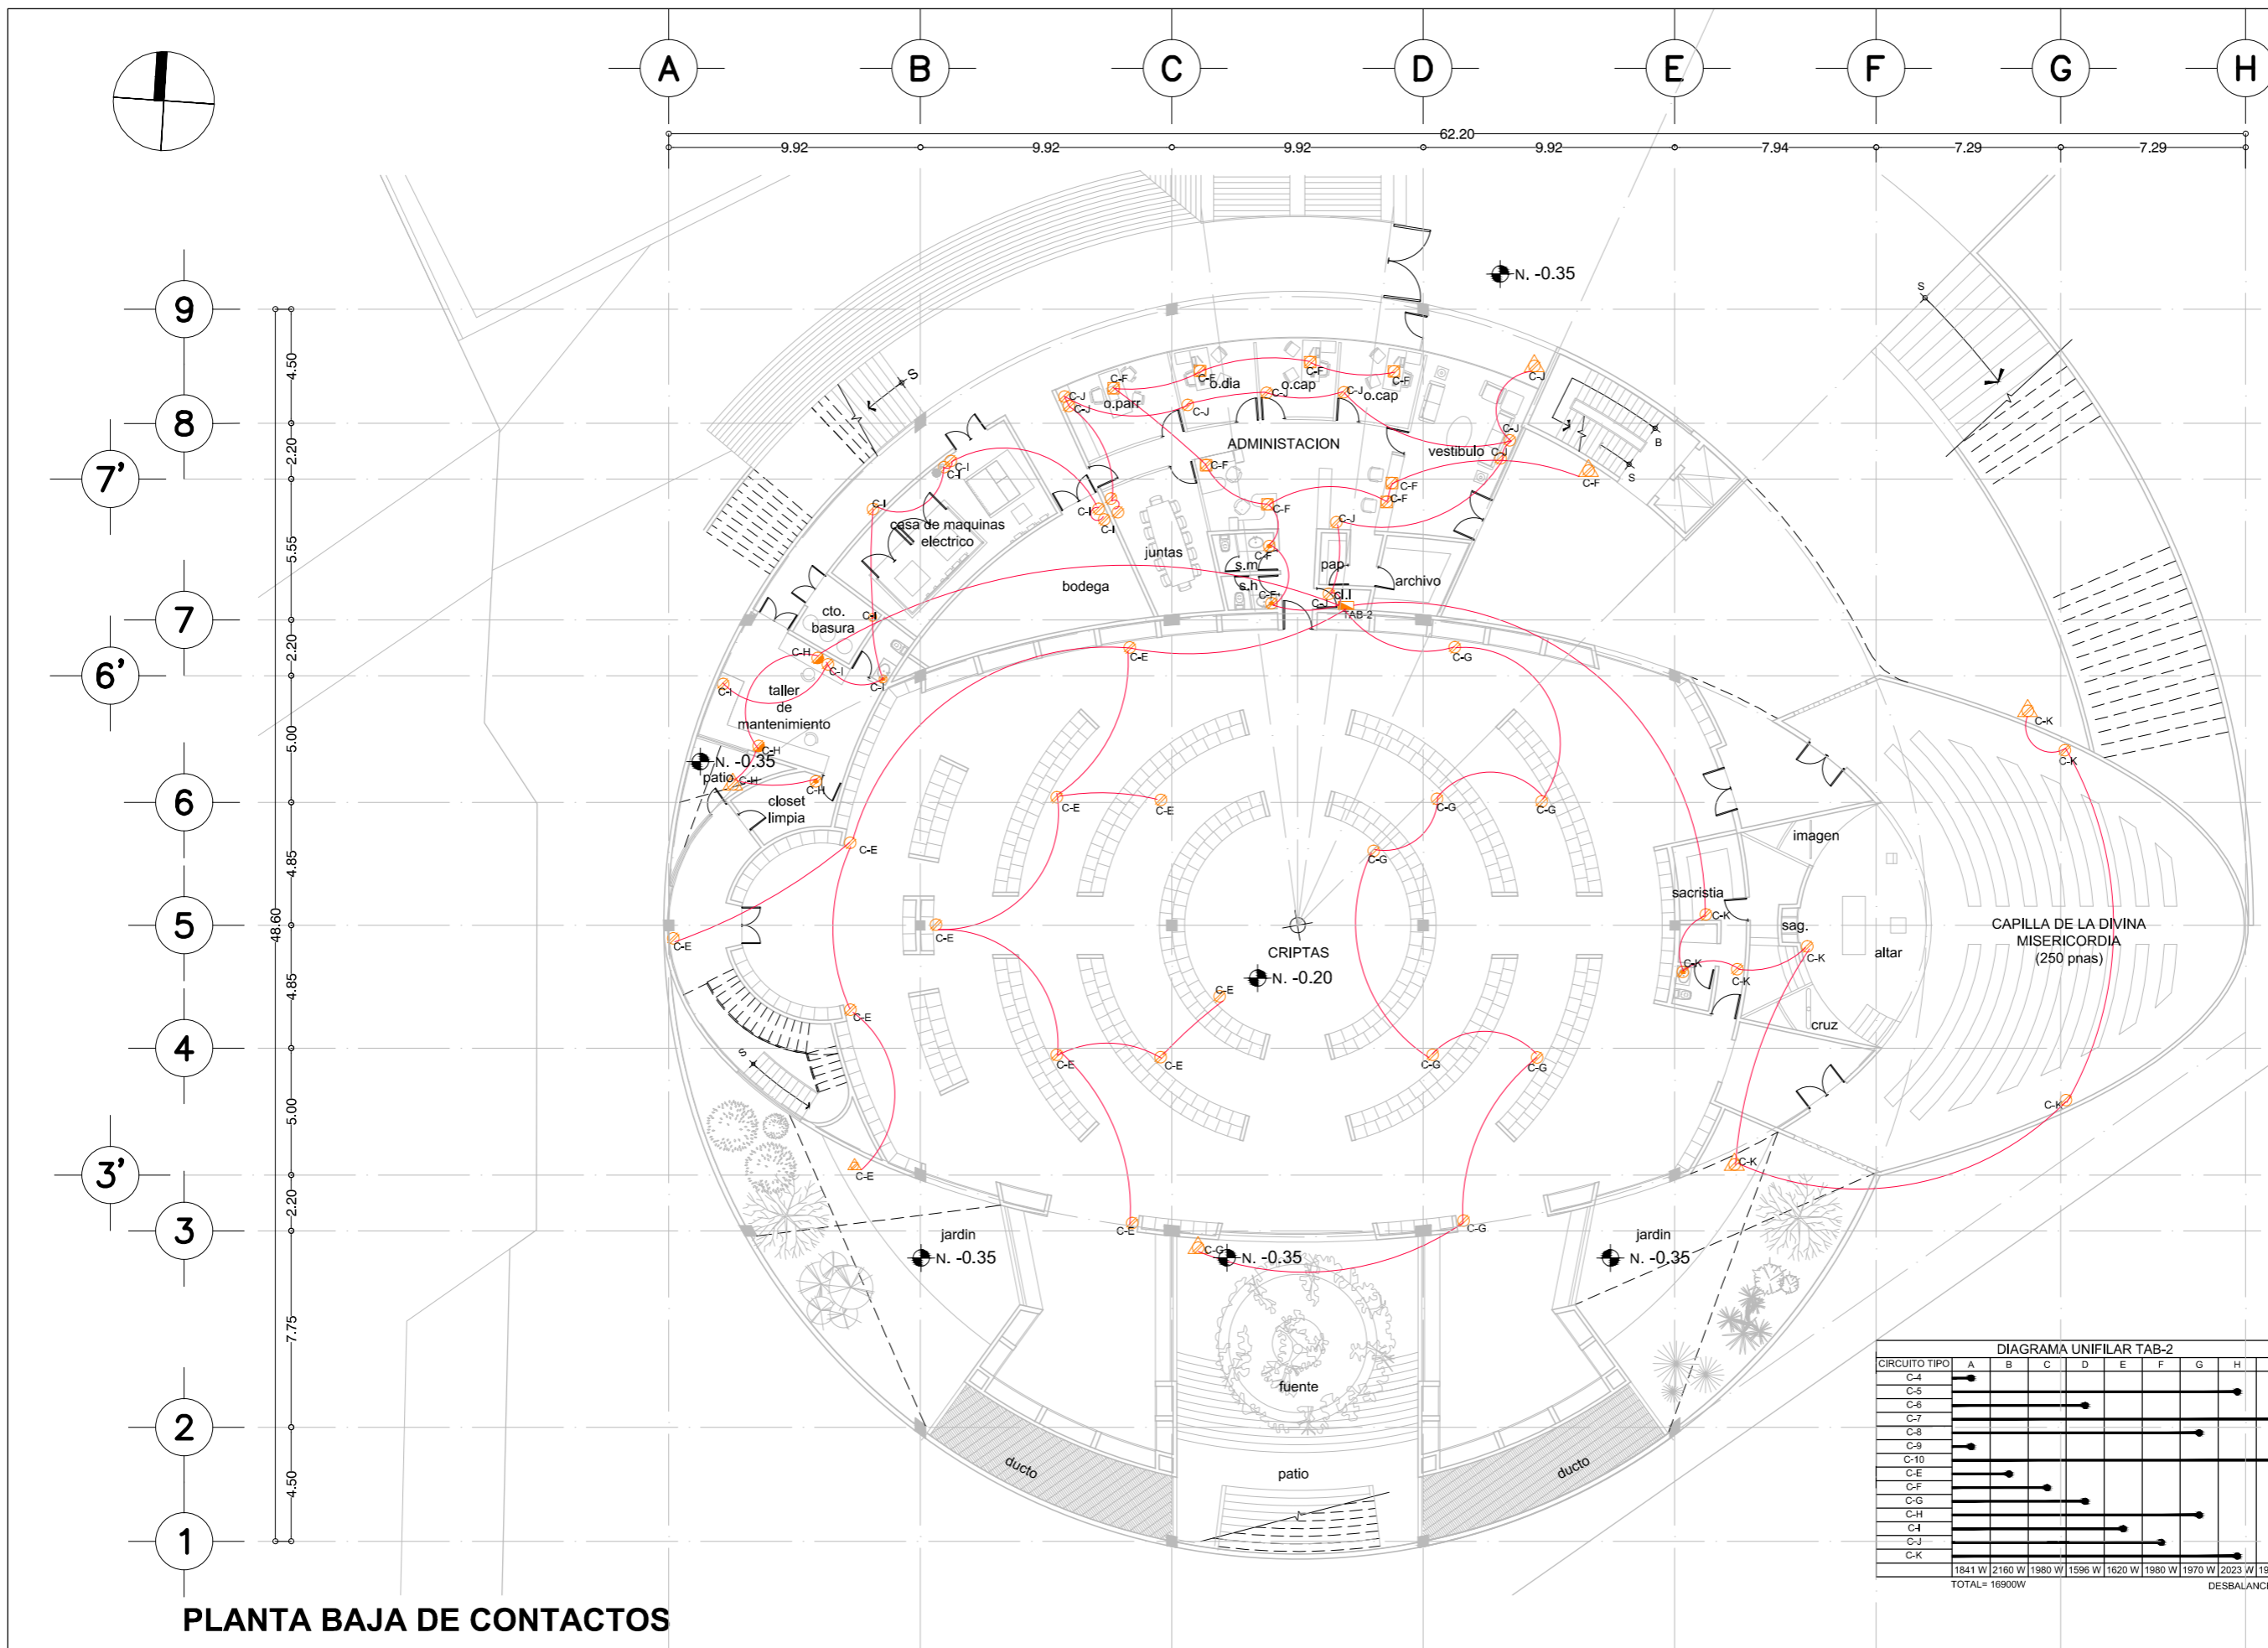 A B C D E F G H
62.20
9.92 9.92 9.92 9.92 7.94 7.29 7.29
9
8
7’
7
6’
6
5
4
3’
3
2
1
48.60
4.50
2.20
5.55
2.20
5.00
4.85
4.85
5.00
2.20
7.75
4.50
N. -0.35
S
S
C-F
C-F
C-F
C-F
C-J
C-J
C-J
C-J
C-J
o.parr
o.dia
o.cap
o.cap
ADMINISTACION
vestibulo
C-J
C-J
B
S
C-F
C-F
C-F
C-F
C-F
C-J
C-I
C-I
C-I
C-I
C-I
casa de maquinas
electrico
juntas
C-F
s.m
s.h
pap
archivo
bodega
C-F
C-J
cl.l
TAB-2
cto.
basura
C-I
C-H
C-I
C-I
C-I
taller
de
mantenimiento
C-H
N. -0.35
patio
C-H
C-H
closet
limpia
C-E
C-G
C-K
C-K
C-E
C-E
C-G
C-G
C-E
C-G
imagen
sacristia
C-K
sag.
C-K
altar
CAPILLA DE LA DIVINA
MISERICORDIA
(250 pnas)
C-E
C-E
CRIPTAS
N. -0.20
C-K
C-K
C-E
C-E
cruz
C-E
C-E
C-G
C-G
S
C-K
C-E
C-K
C-E
C-G
C-G
jardin
N. -0.35
N. -0.35
jardin
N. -0.35
fuente
ducto
patio
ducto
DIAGRAMA UNIFILAR TAB-2
CIRCUITO TIPO A B C D E F G H
C-4
C-5
C-6
C-7
C-8
C-9
C-10
C-E
C-F
C-G
C-H
C-I
C-J
C-K
1841 W 2160 W 1980 W 1596 W 1620 W 1980 W 1970 W 2023 W 19
TOTAL= 16900W DESBALANC
PLANTA BAJA DE CONTACTOS